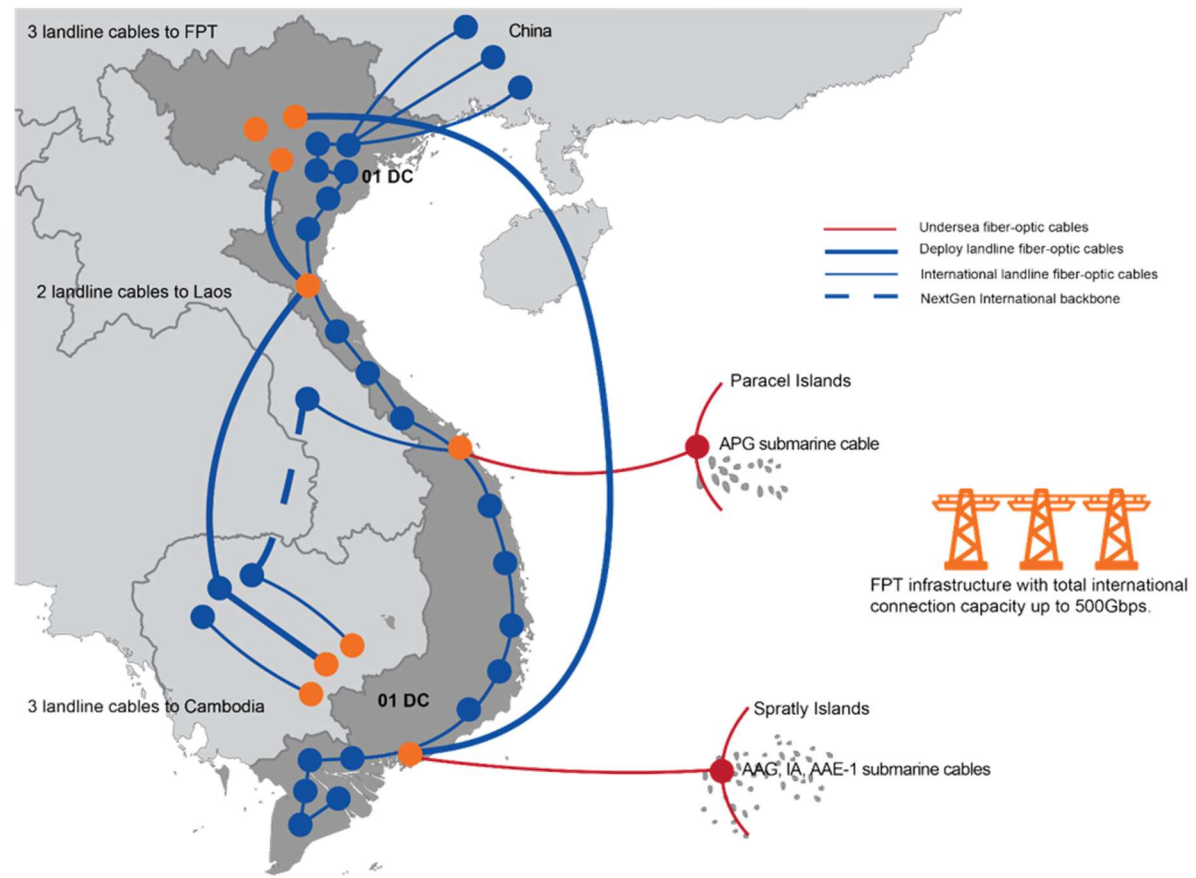 3 landline cables to FPT
China
01 DC
Undersea fiber-optic cables
Deploy landline fiber-optic cables
International landline fiber-optic cables
NextGen International backbone
2 landline cables to Laos
Paracel Islands
APG submarine cable
FPT infrastructure with total international
connection capacity up to 500Gbps.
01 DC
3 landline cables to Cambodia
Spratly Islands
AAG, IA, AAE-1 submarine cables